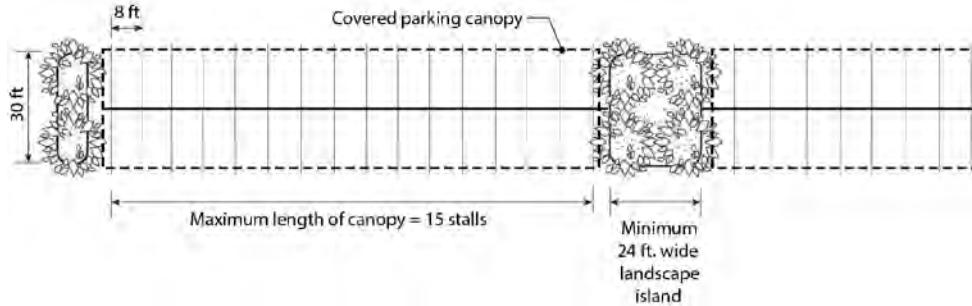 8 ft
Covered parking canopy
30 ft
Maximum length of canopy = 15 stalls
Minimum
24 ft. wide
landscape
island